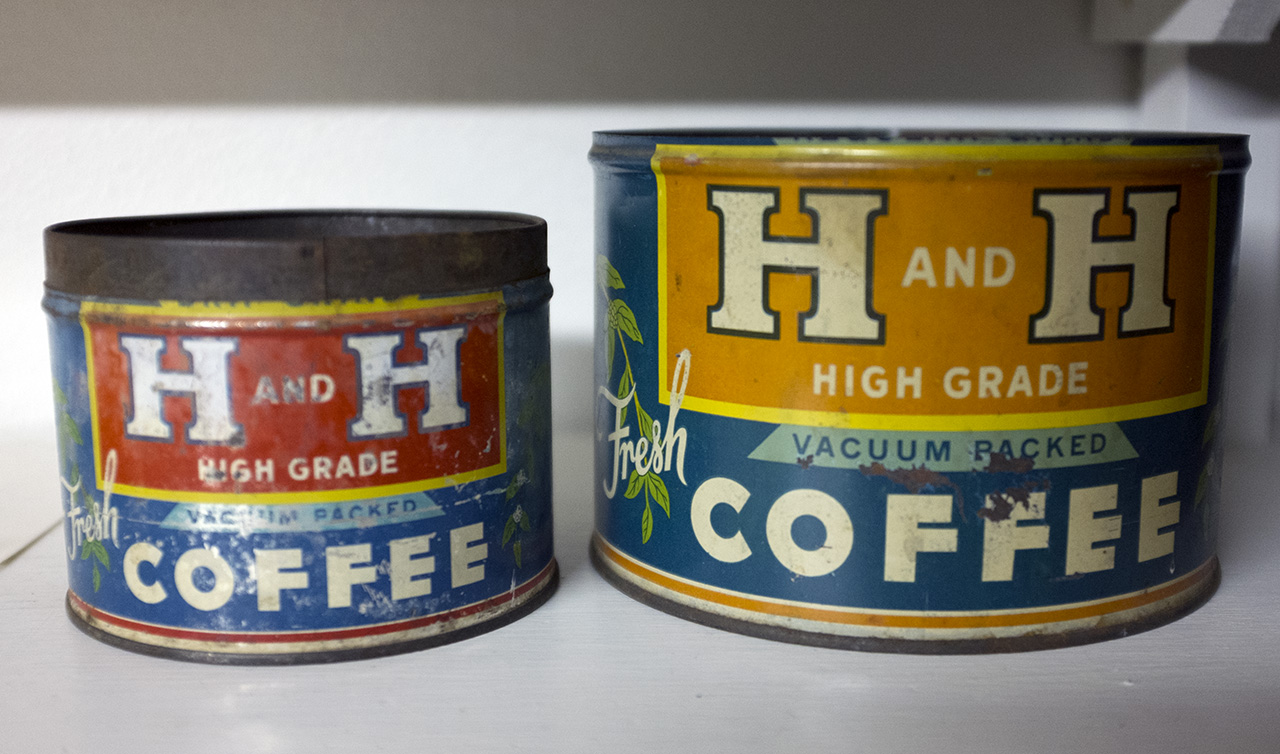 H AND H
HIGH GRADE
VACUUM PACKED
Fresh
COFFEE
H AND H
HIGH GRADE
VACUUM PACKED
Fresh
COFFEE